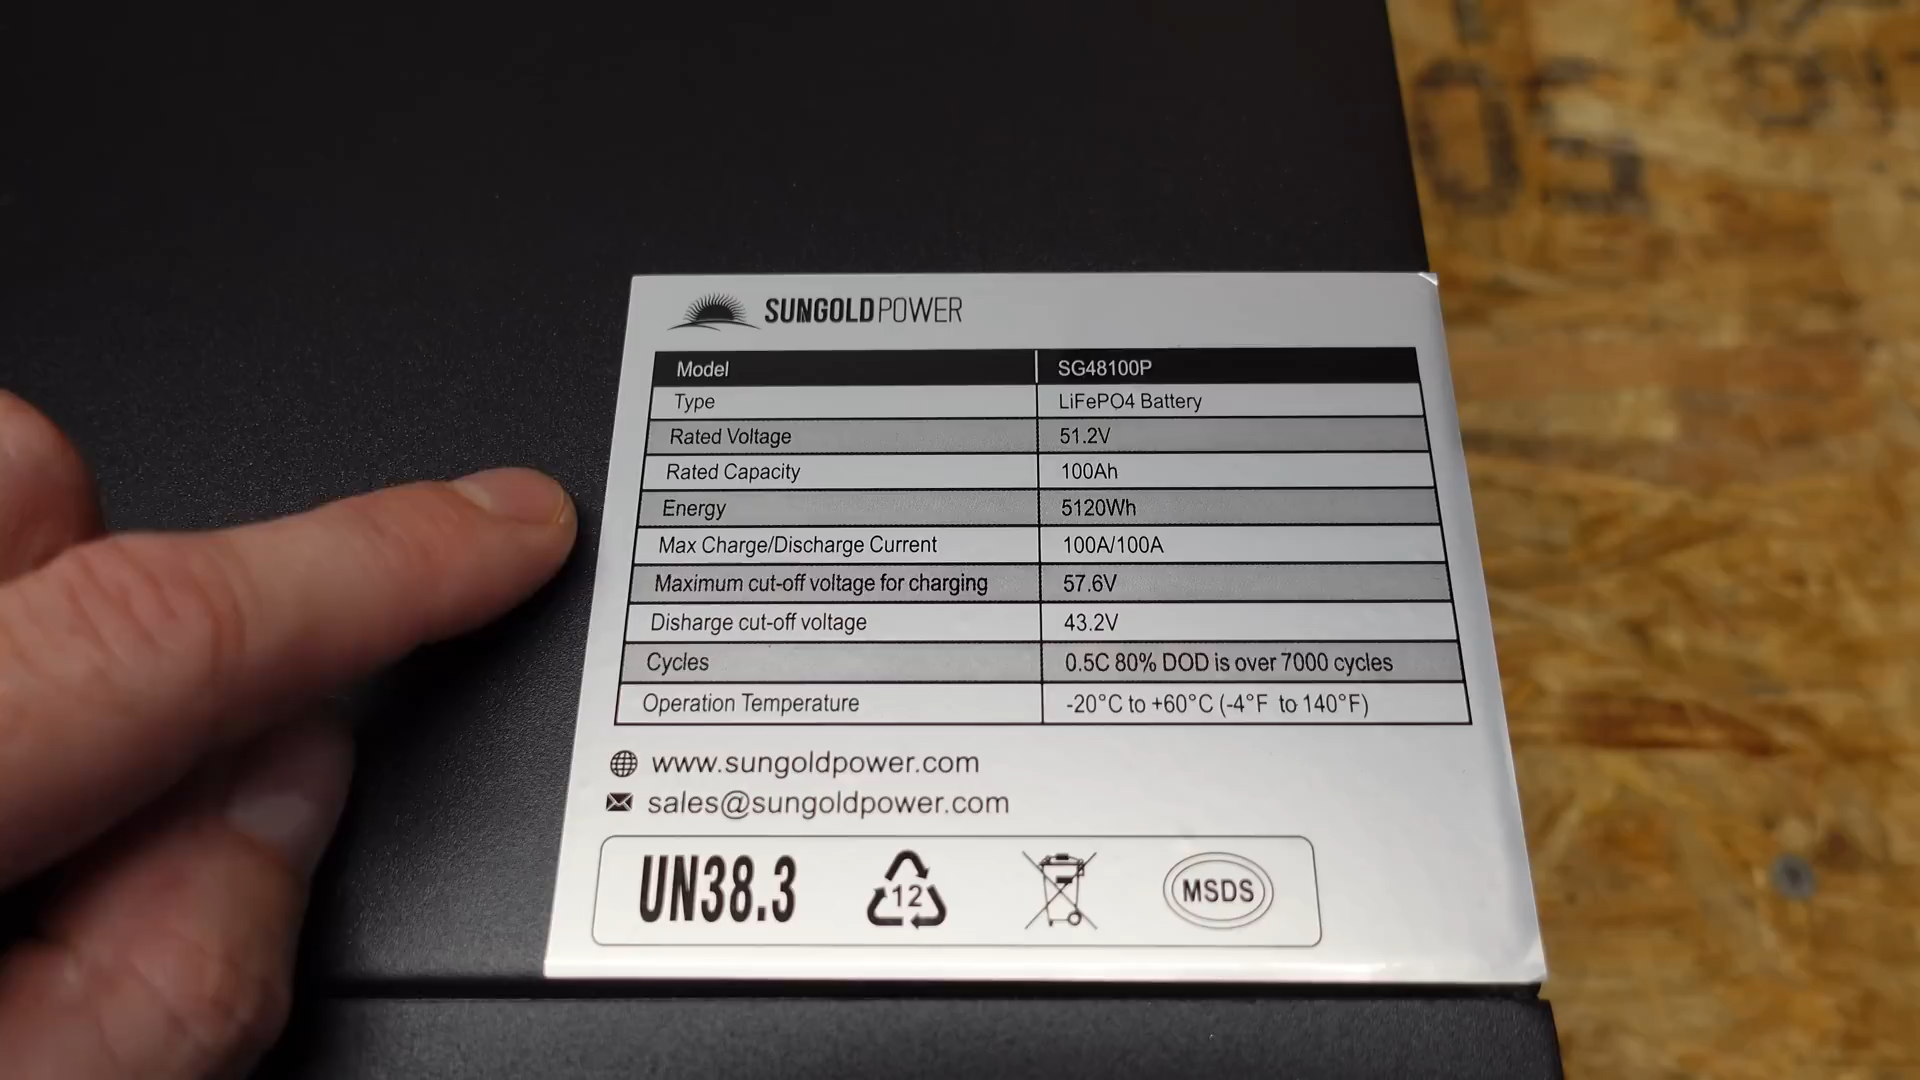 SUNGOLDPOWER
Model SG48100P
Type LiFePO4 Battery
Rated Voltage 51.2V
Rated Capacity 100Ah
Energy 5120Wh
Max Charge/Discharge Current 100A/100A
Maximum cut-off voltage for charging 57.6V
Disharge cut-off voltage 43.2V
Cycles 0.5C 80% DOD is over 7000 cycles
Operation Temperature -20°C to +60°C (-4°F to 140°F)
www.sungoldpower.com
sales@sungoldpower.com
UN38.3 12 MSDS
05